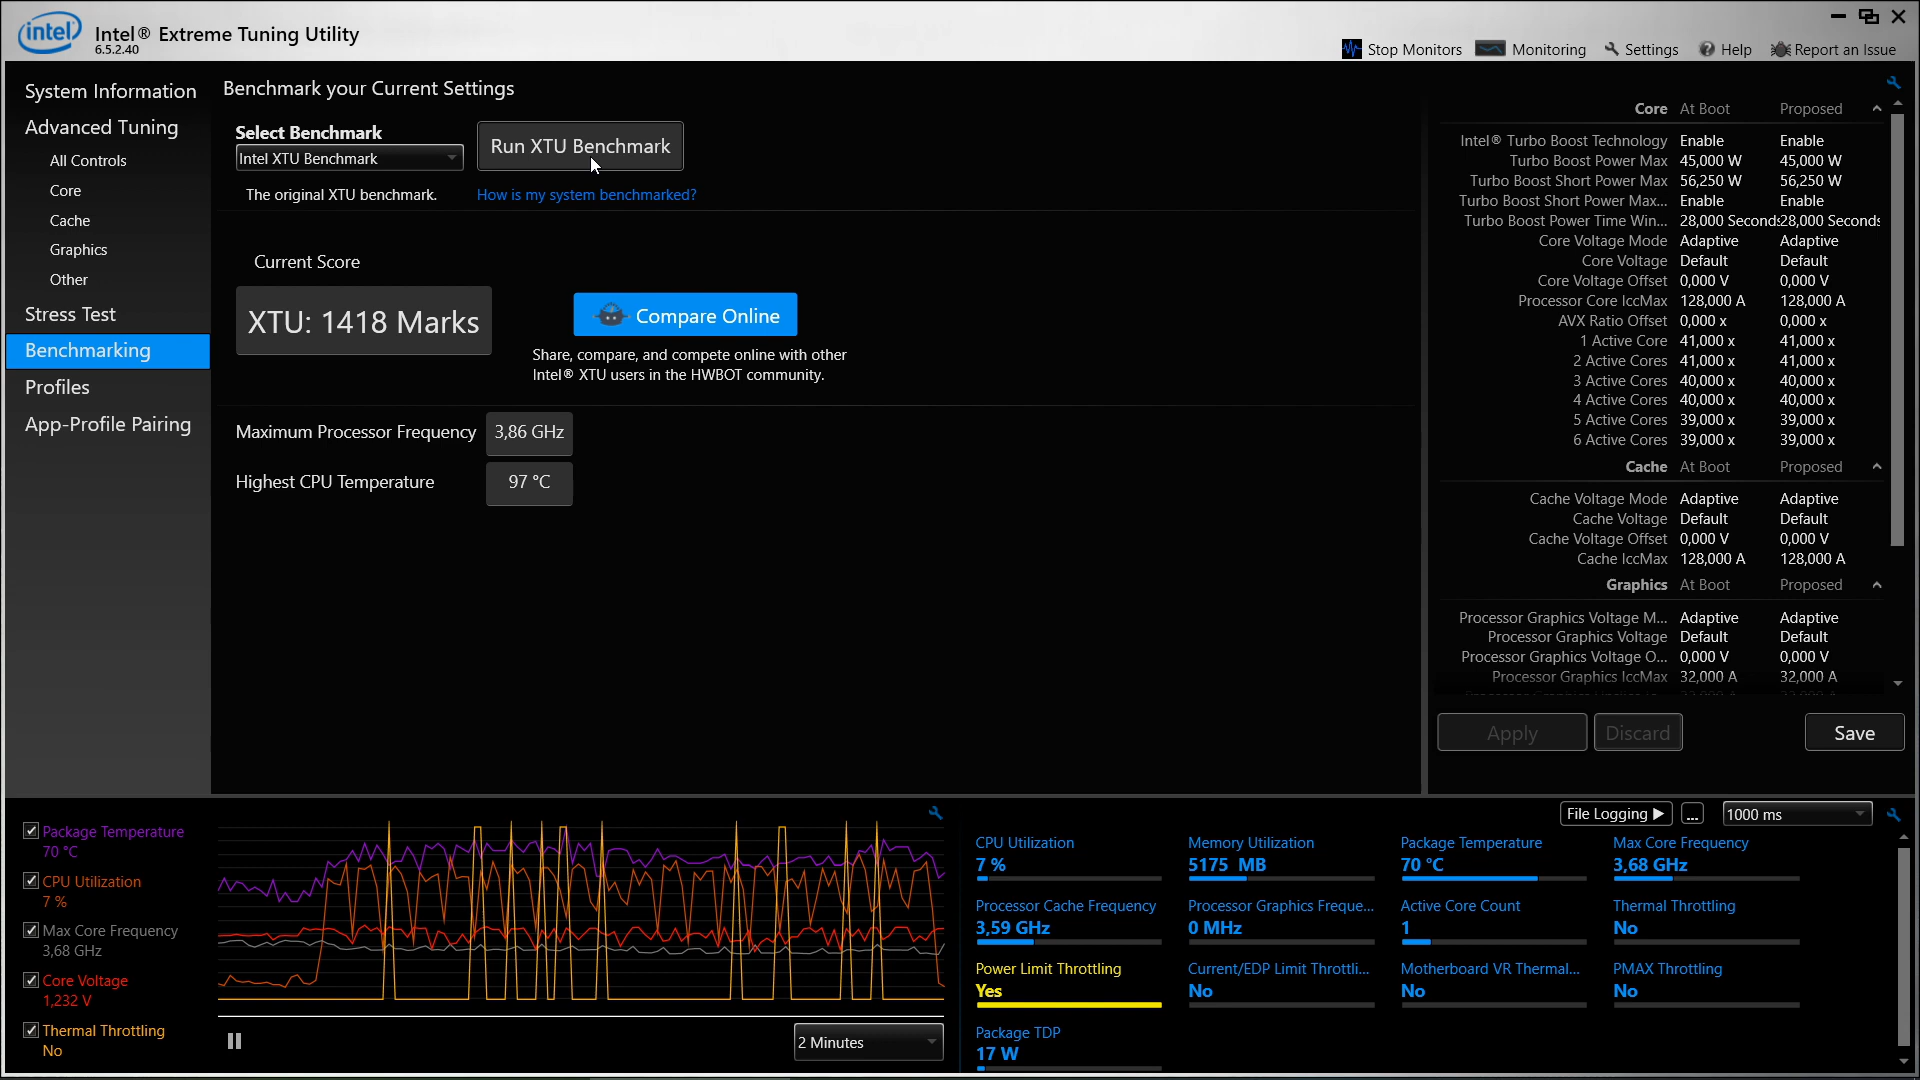 intel
Intel® Extreme Tuning Utility
6.5.2.40
Stop Monitors
Monitoring
Settings
Help
Report an Issue
System Information
Advanced Tuning
All Controls
Core
Cache
Graphics
Other
Stress Test
Benchmarking
Profiles
App-Profile Pairing
Benchmark your Current Settings
Select Benchmark
Intel XTU Benchmark
Run XTU Benchmark
The original XTU benchmark.
How is my system benchmarked?
Current Score
XTU: 1418 Marks
Compare Online
Share, compare, and compete online with other
Intel® XTU users in the HWBOT community.
Maximum Processor Frequency 3,86 GHz
Highest CPU Temperature 97 °C
Core At Boot Proposed
Intel® Turbo Boost Technology Enable Enable
Turbo Boost Power Max 45,000 W 45,000 W
Turbo Boost Short Power Max 56,250 W 56,250 W
Turbo Boost Short Power Max... Enable Enable
Turbo Boost Power Time Win... 28,000 Seconds 28,000 Seconds
Core Voltage Mode Adaptive Adaptive
Core Voltage Default Default
Core Voltage Offset 0,000 V 0,000 V
Processor Core IccMax 128,000 A 128,000 A
AVX Ratio Offset 0,000 x 0,000 x
1 Active Core 41,000 x 41,000 x
2 Active Cores 41,000 x 41,000 x
3 Active Cores 40,000 x 40,000 x
4 Active Cores 40,000 x 40,000 x
5 Active Cores 39,000 x 39,000 x
6 Active Cores 39,000 x 39,000 x
Cache At Boot Proposed
Cache Voltage Mode Adaptive Adaptive
Cache Voltage Default Default
Cache Voltage Offset 0,000 V 0,000 V
Cache IccMax 128,000 A 128,000 A
Graphics At Boot Proposed
Processor Graphics Voltage M... Adaptive Adaptive
Processor Graphics Voltage Default Default
Processor Graphics Voltage O... 0,000 V 0,000 V
Processor Graphics IccMax 32,000 A 32,000 A
Apply
Discard
Save
Package Temperature
70 °C
CPU Utilization
7 %
Max Core Frequency
3,68 GHz
Core Voltage
1,232 V
Thermal Throttling
No
2 Minutes
File Logging
...
1000 ms
CPU Utilization
7 %
Memory Utilization
5175 MB
Package Temperature
70 °C
Max Core Frequency
3,68 GHz
Processor Cache Frequency
3,59 GHz
Processor Graphics Freque...
0 MHz
Active Core Count
1
Thermal Throttling
No
Power Limit Throttling
Yes
Current/EDP Limit Throttli...
No
Motherboard VR Thermal...
No
PMAX Throttling
No
Package TDP
17 W